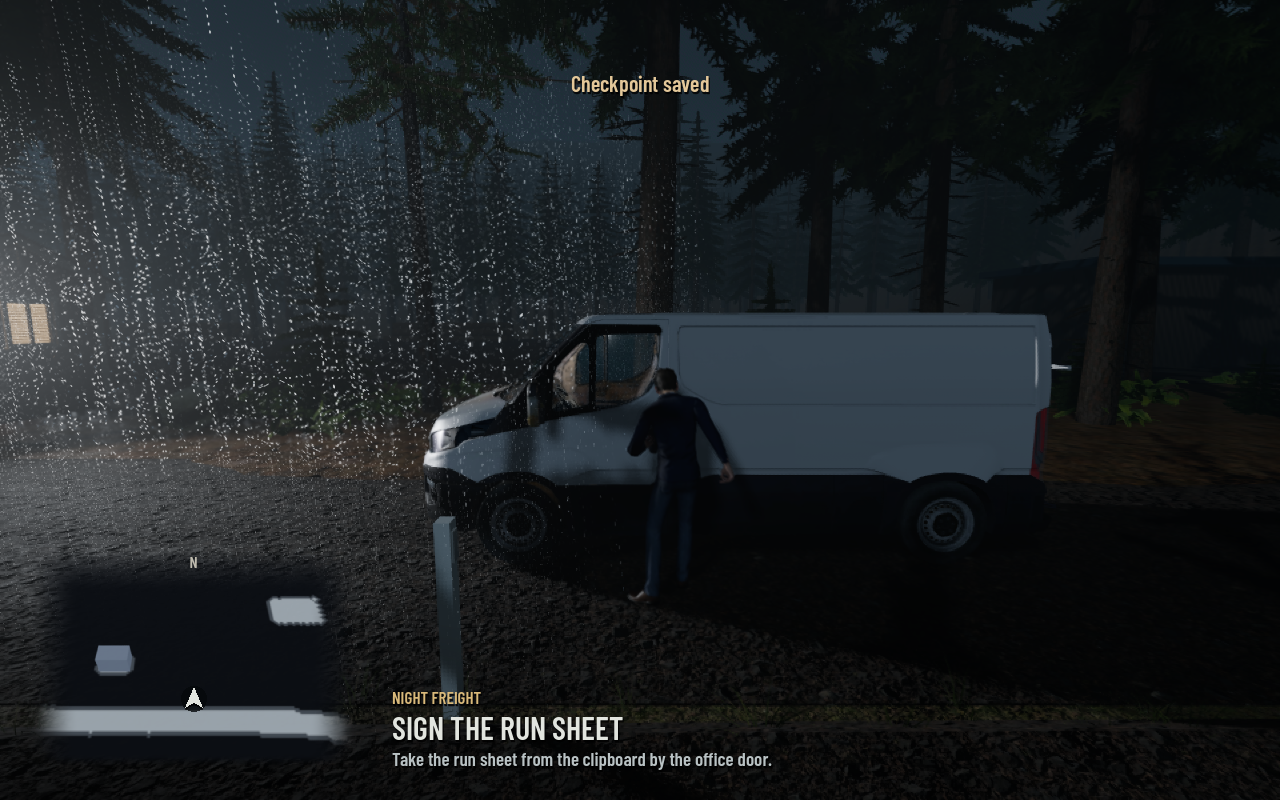 Checkpoint saved
N
NIGHT FREIGHT
SIGN THE RUN SHEET
Take the run sheet from the clipboard by the office door.